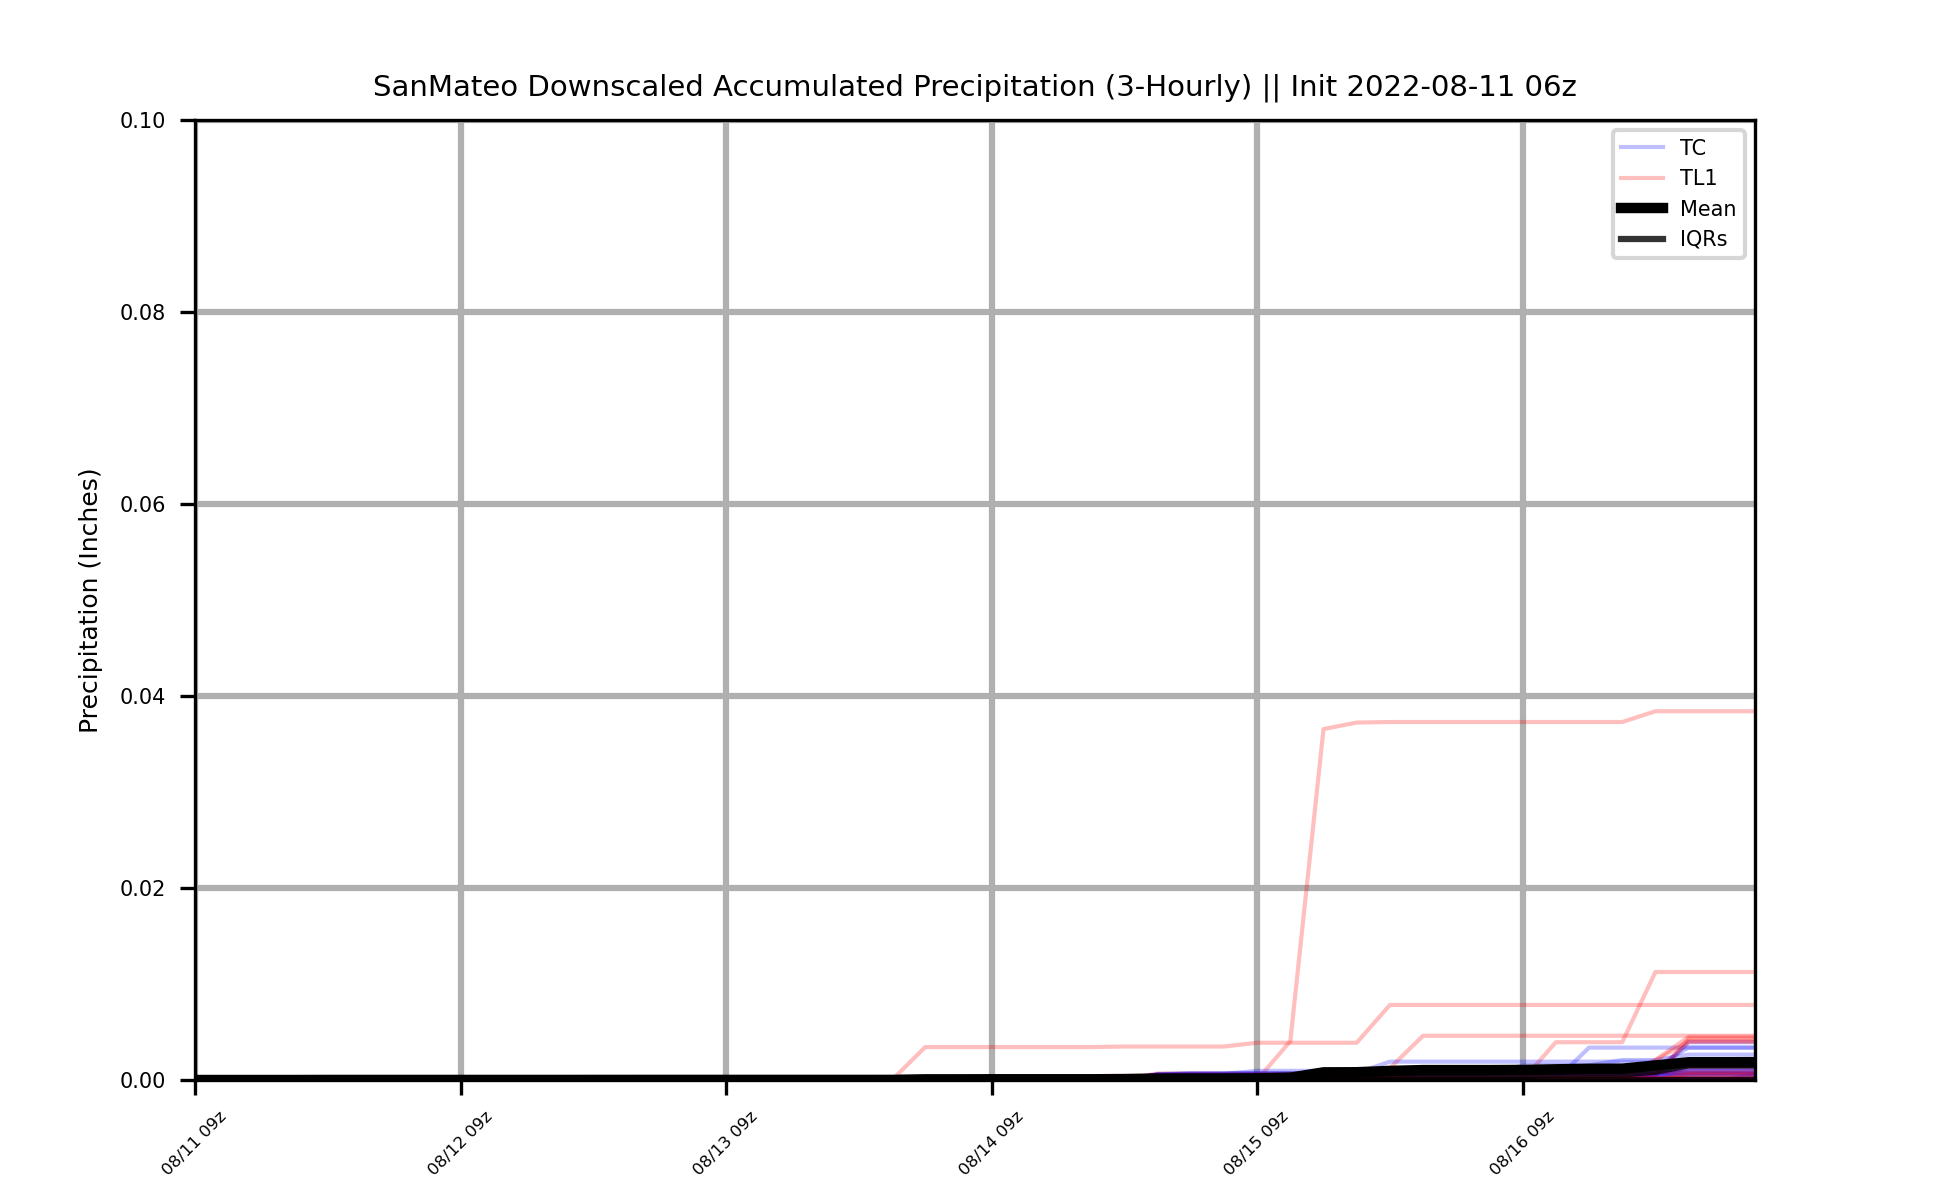 SanMateo Downscaled Accumulated Precipitation (3-Hourly) || Init 2022-08-11 06z
0.10
0.08
0.06
0.04
0.02
0.00
Precipitation (Inches)
TC
TL1
Mean
IQRs
08/11 09z
08/12 09z
08/13 09z
08/14 09z
08/15 09z
08/16 09z